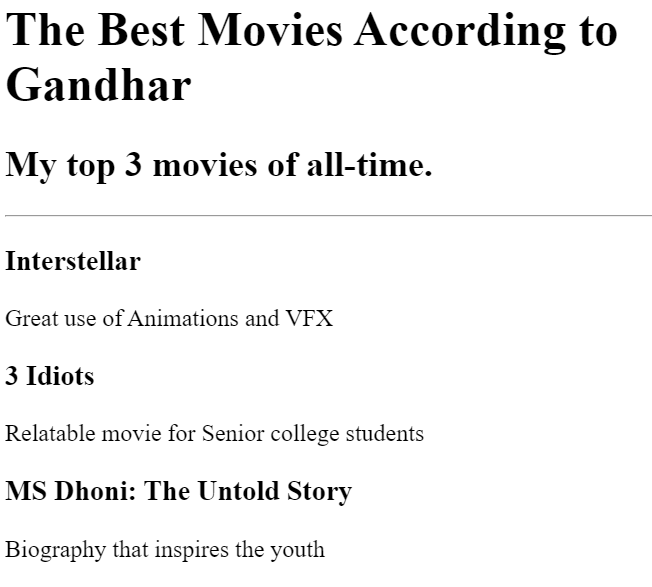 The Best Movies According to
Gandhar
My top 3 movies of all-time.
Interstellar
Great use of Animations and VFX
3 Idiots
Relatable movie for Senior college students
MS Dhoni: The Untold Story
Biography that inspires the youth